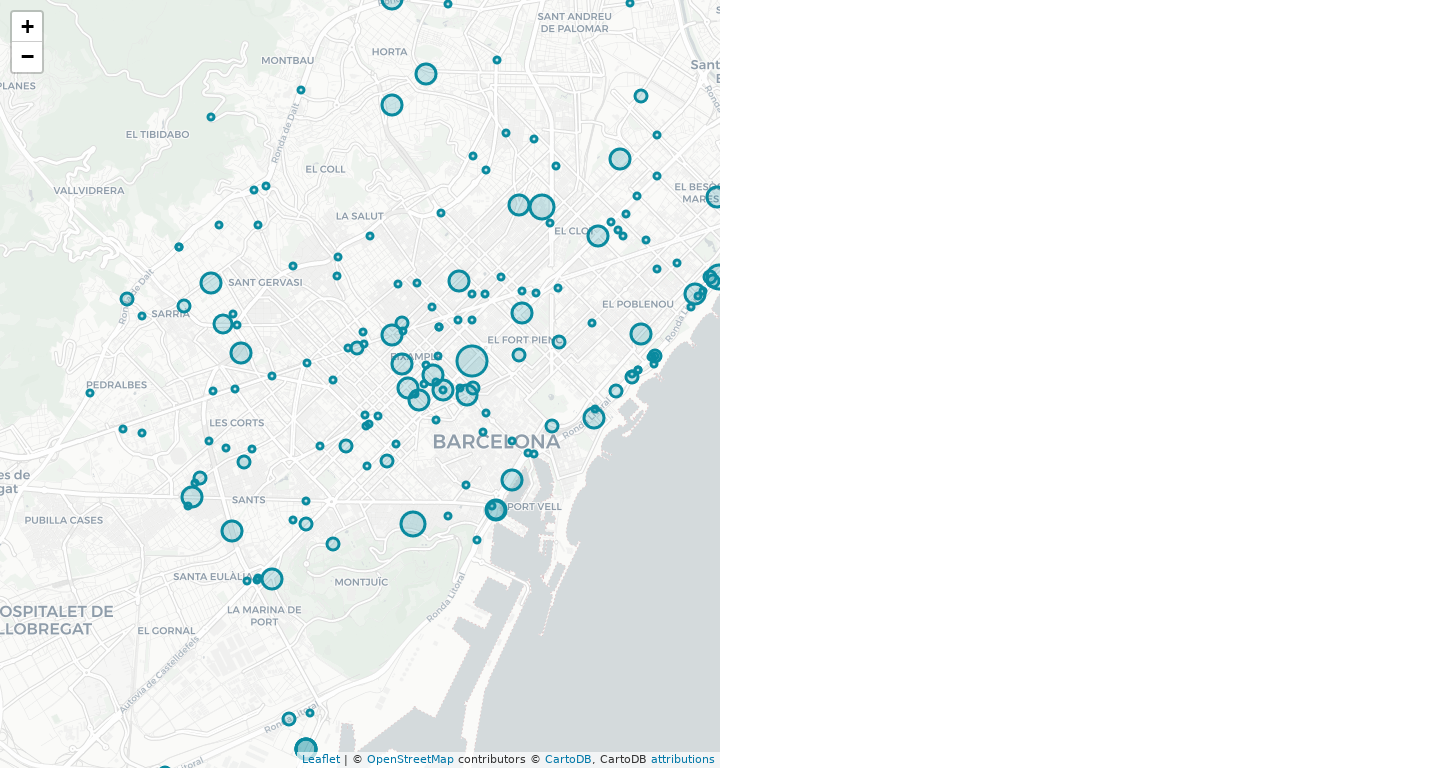 +
−
SANT ANDREU
DE PALOMAR
HORTA
MONTBAU
Sant
PLANES
Ronda de Dalt
EL TIBIDABO
EL COLL
VALLVIDRERA
EL BESÒS
MARES
LA SALUT
EL CLOT
SANT GERVASI
Ronda de Dalt
SARRIÀ
EL POBLENOU
EL FORT PIENC
EIXAMPLE
Ronda Litoral
PEDRALBES
LES CORTS
BARCELONA
es de
gat
SANTS
PORT VELL
PUBILLA CASES
SANTA EULÀLIA
MONTJUÏC
OSPITALET DE
LLOBREGAT
LA MARINA DE
PORT
EL GORNAL
Ronda Litoral
Autovia de Castelldefels
Ronda Litoral
Leaflet | © OpenStreetMap contributors © CartoDB, CartoDB attributions